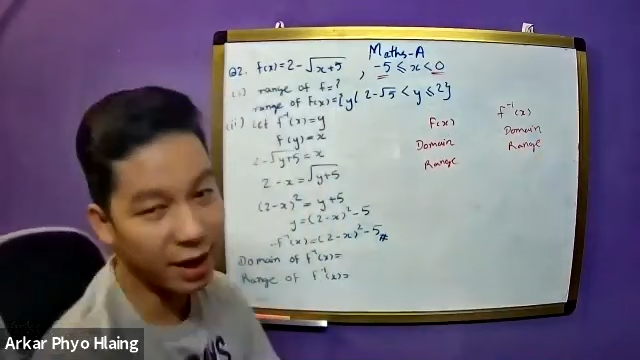 Maths-A
Q2. f(x) = 2 - √x+5 , -5 ≤ x < 0
(i) range of f = ?
range of f(x) = {y| 2-√5 < y ≤ 2}
(ii) Let f⁻¹(x) = y
f(y) = x
2 - √y+5 = x
2 - x = √y+5
(2-x)² = y+5
y = (2-x)² - 5
f⁻¹(x) = (2-x)² - 5 #
Domain of f⁻¹(x) =
Range of f⁻¹(x) =
f(x) f⁻¹(x)
Domain Domain
Range Range
Arkar Phyo Hlaing